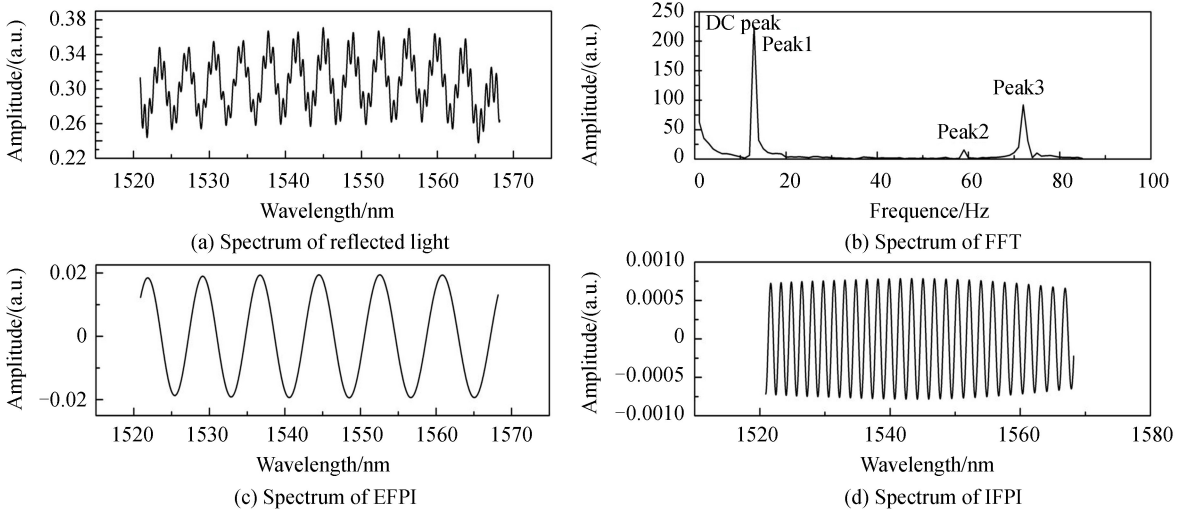 Amplitude/(a.u.)
0.38
0.34
0.30
0.26
0.22
1520 1530 1540 1550 1560 1570
Wavelength/nm
(a) Spectrum of reflected light
Amplitude/(a.u.)
250
200
150
100
50
0
DC peak
Peak1
Peak2
Peak3
0 20 40 60 80 100
Frequence/Hz
(b) Spectrum of FFT
Amplitude/(a.u.)
0.02
0
−0.02
1520 1530 1540 1550 1560 1570
Wavelength/nm
(c) Spectrum of EFPI
Amplitude/(a.u.)
0.0010
0.0005
0
−0.0005
−0.0010
1520 1540 1560 1580
Wavelength/nm
(d) Spectrum of IFPI